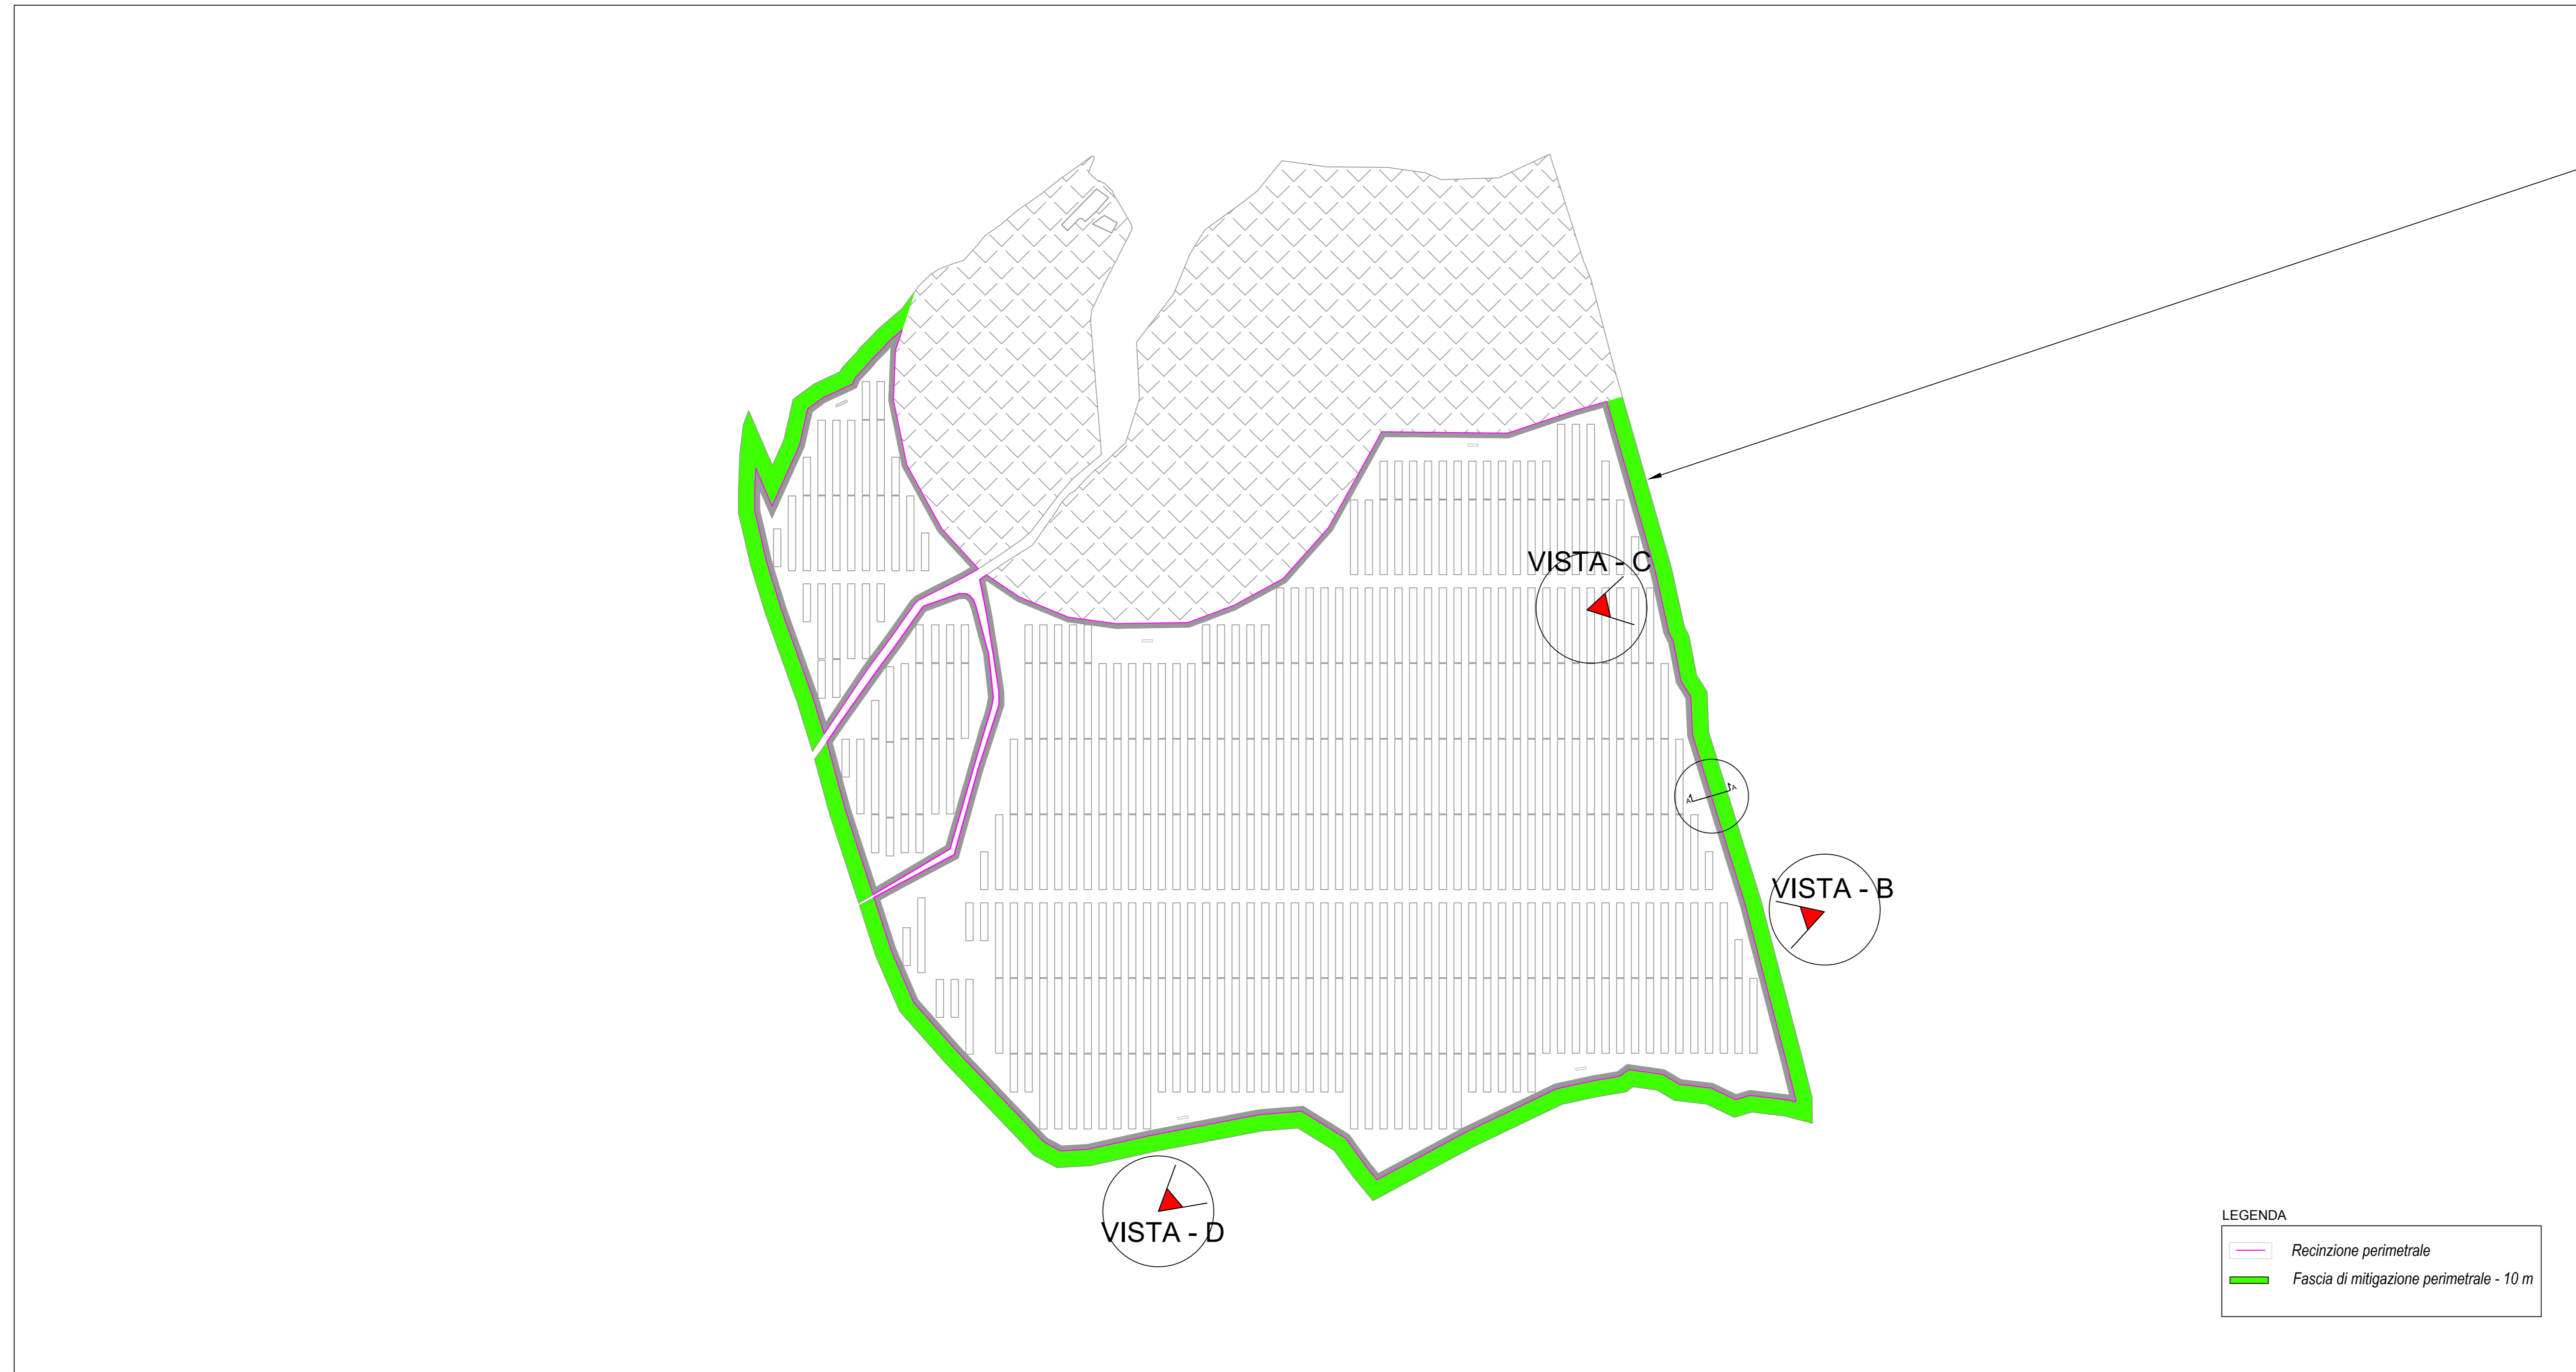 VISTA - C
A
A
VISTA - B
VISTA - D
LEGENDA
Recinzione perimetrale
Fascia di mitigazione perimetrale - 10 m